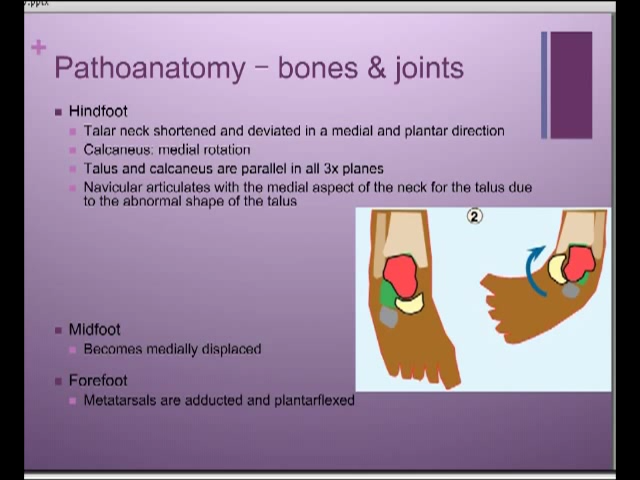 .pptx
+
Pathoanatomy – bones & joints
Hindfoot
Talar neck shortened and deviated in a medial and plantar direction
Calcaneus: medial rotation
Talus and calcaneus are parallel in all 3x planes
Navicular articulates with the medial aspect of the neck for the talus due
to the abnormal shape of the talus
2
Midfoot
Becomes medially displaced
Forefoot
Metatarsals are adducted and plantarflexed